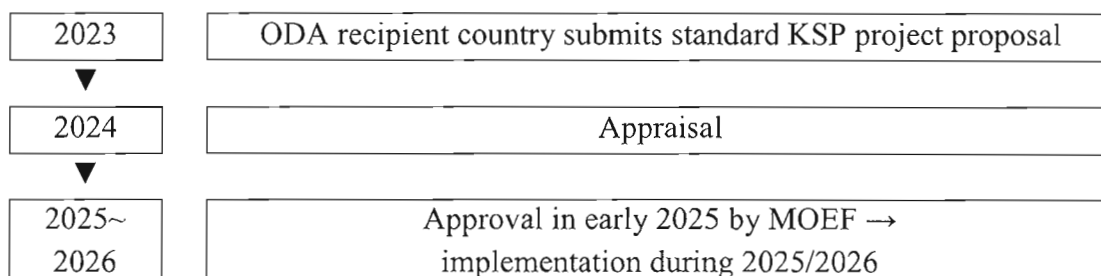 2023
ODA recipient country submits standard KSP project proposal
2024
Appraisal
2025~
2026
Approval in early 2025 by MOEF →
implementation during 2025/2026